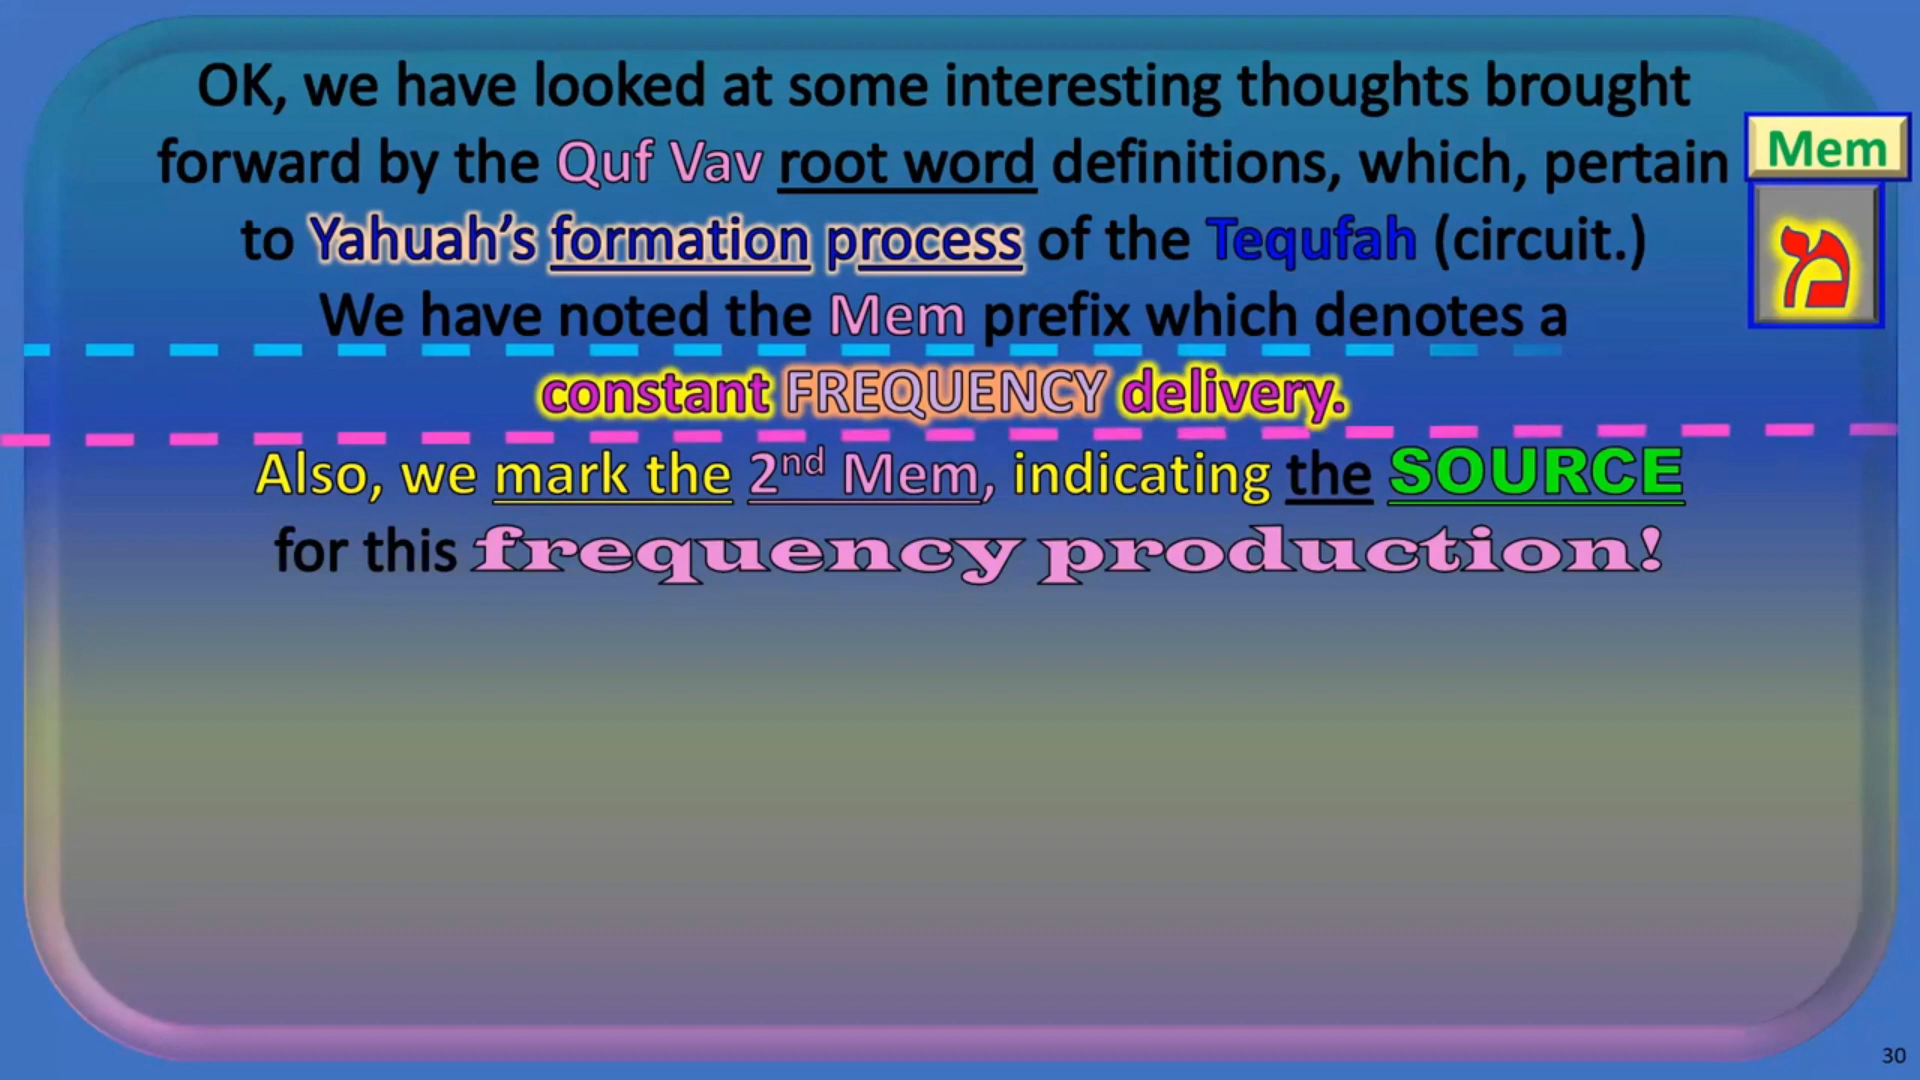 OK, we have looked at some interesting thoughts brought
forward by the Quf Vav root word definitions, which, pertain
to Yahuah’s formation process of the Tequfah (circuit.)
We have noted the Mem prefix which denotes a
constant FREQUENCY delivery.
Also, we mark the 2nd Mem, indicating the SOURCE
for this frequency production!
Mem
מ
30